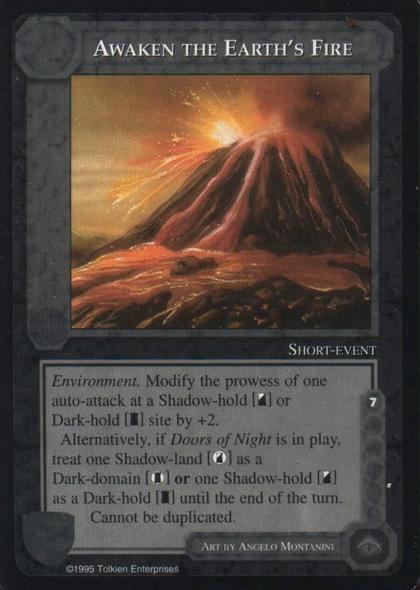 AWAKEN THE EARTH'S FIRE
SHORT-EVENT
Environment. Modify the prowess of one
auto-attack at a Shadow-hold [] or
Dark-hold [] site by +2.
Alternatively, if Doors of Night is in play,
treat one Shadow-land [] as a
Dark-domain [] or one Shadow-hold []
as a Dark-hold [] until the end of the turn.
Cannot be duplicated.
7
ART BY ANGELO MONTANINI
©1995 Tolkien Enterprises